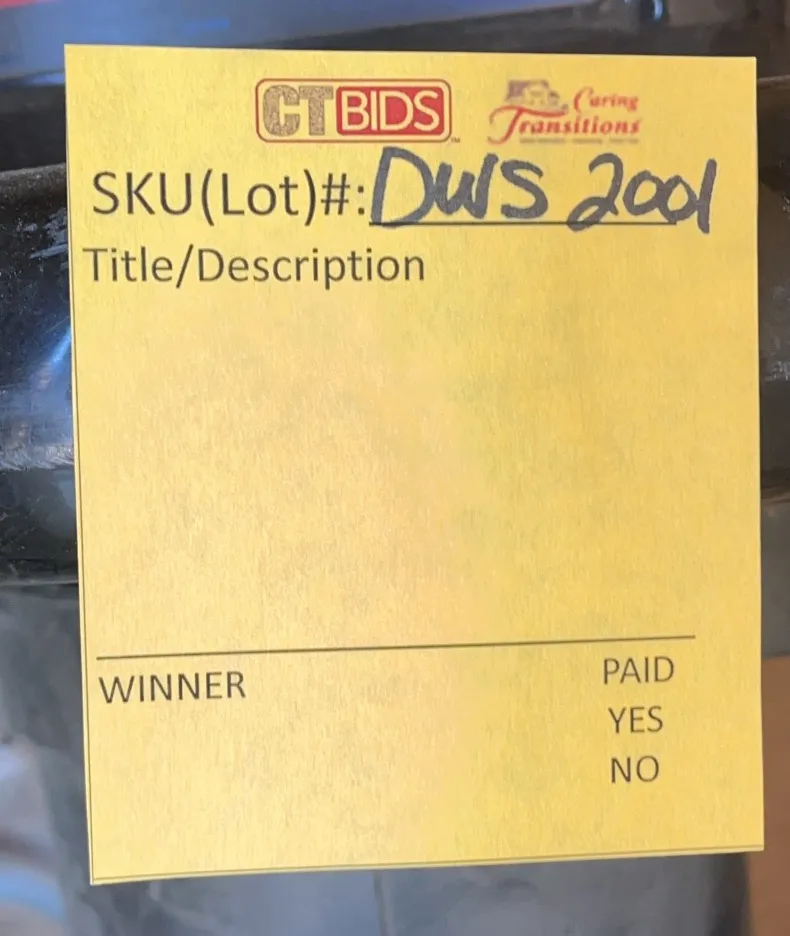 CTBIDS
Caring
Transitions
SKU(Lot)#: DWS 2001
Title/Description
WINNER
PAID
YES
NO